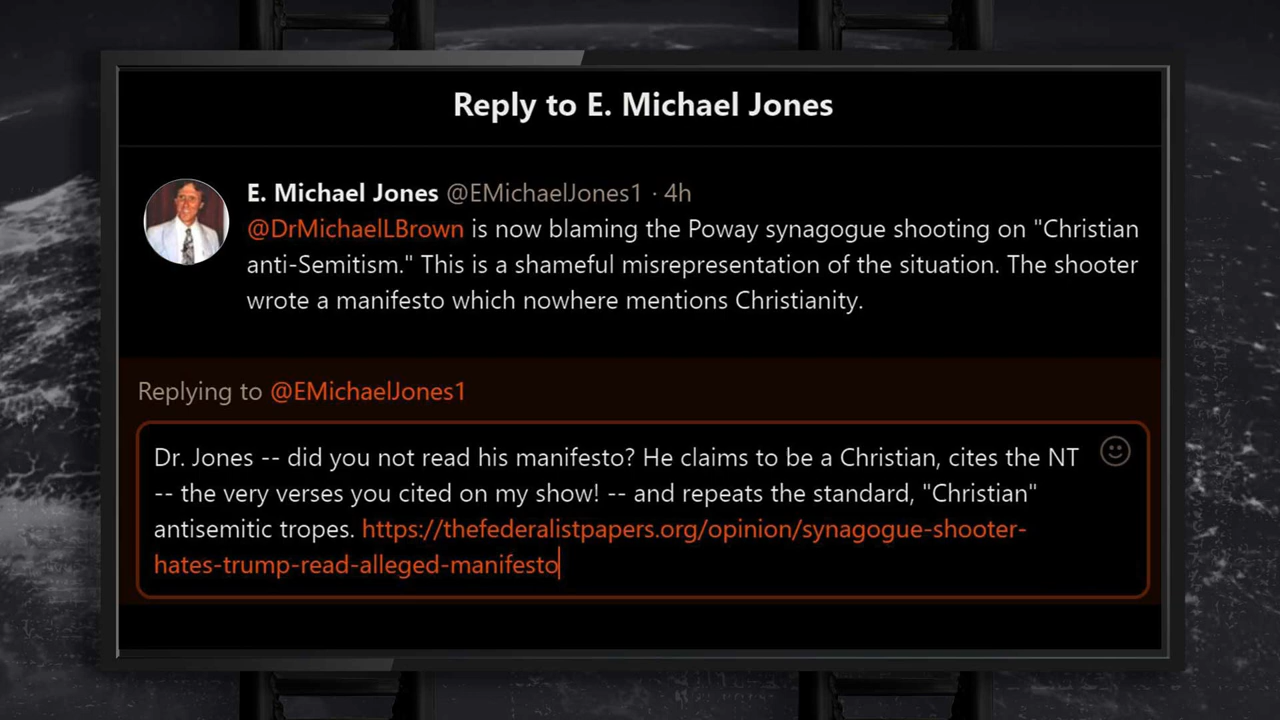 Reply to E. Michael Jones
E. Michael Jones @EMichaelJones1 · 4h
@DrMichaelLBrown is now blaming the Poway synagogue shooting on "Christian
anti-Semitism." This is a shameful misrepresentation of the situation. The shooter
wrote a manifesto which nowhere mentions Christianity.
Replying to @EMichaelJones1
Dr. Jones -- did you not read his manifesto? He claims to be a Christian, cites the NT
-- the very verses you cited on my show! -- and repeats the standard, "Christian"
antisemitic tropes. https://thefederalistpapers.org/opinion/synagogue-shooter-
hates-trump-read-alleged-manifesto